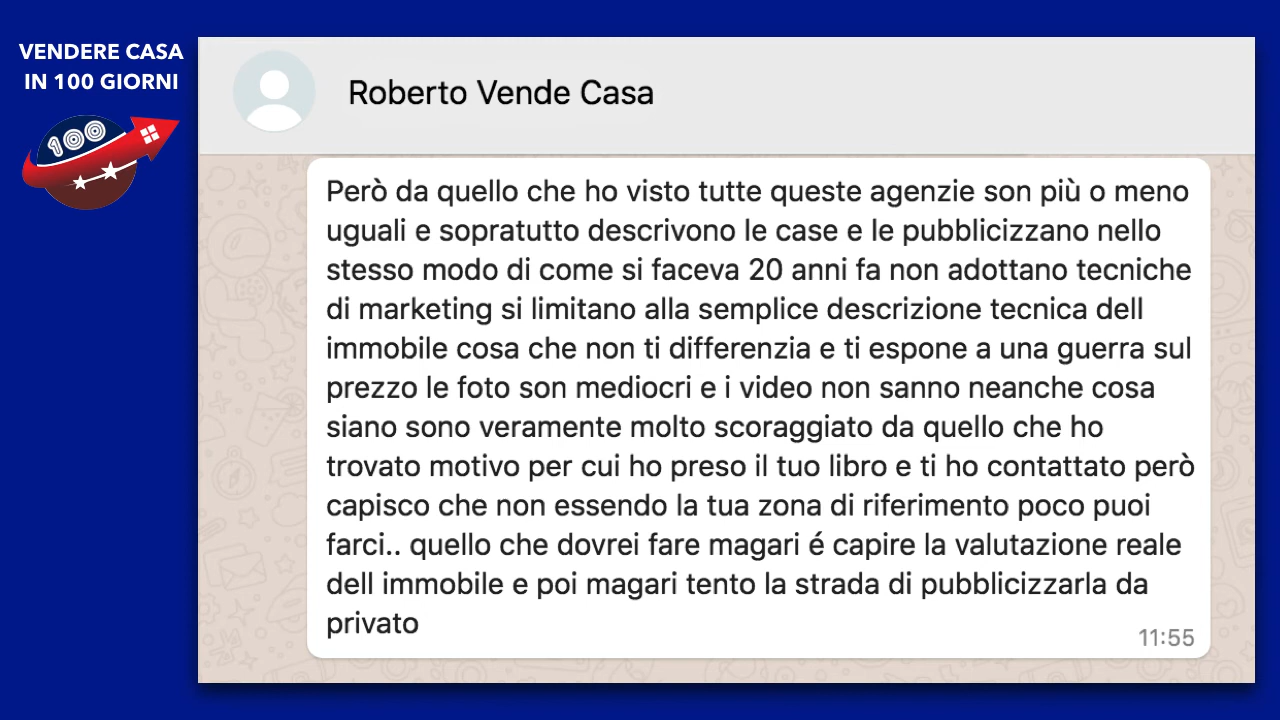 VENDERE CASA
IN 100 GIORNI
100
Roberto Vende Casa
Però da quello che ho visto tutte queste agenzie son più o meno
uguali e sopratutto descrivono le case e le pubblicizzano nello
stesso modo di come si faceva 20 anni fa non adottano tecniche
di marketing si limitano alla semplice descrizione tecnica dell
immobile cosa che non ti differenzia e ti espone a una guerra sul
prezzo le foto son mediocri e i video non sanno neanche cosa
siano sono veramente molto scoraggiato da quello che ho
trovato motivo per cui ho preso il tuo libro e ti ho contattato però
capisco che non essendo la tua zona di riferimento poco puoi
farci.. quello che dovrei fare magari é capire la valutazione reale
dell immobile e poi magari tento la strada di pubblicizzarla da
privato
11:55